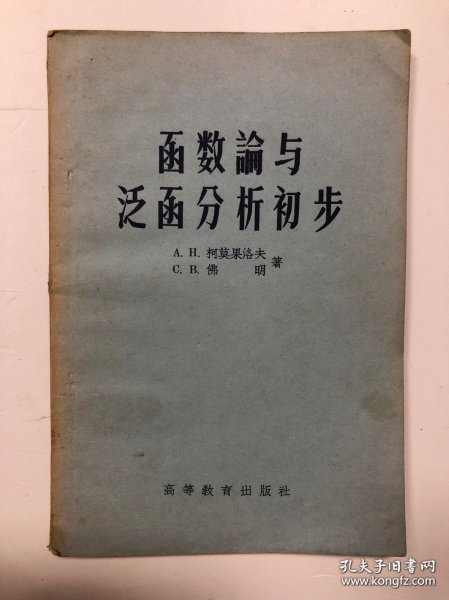 函数論与
泛函分析初步
A. H. 柯莫果洛夫
C. B. 佛明 著
高等教育出版社
孔夫子旧书网
www.kongfz.com